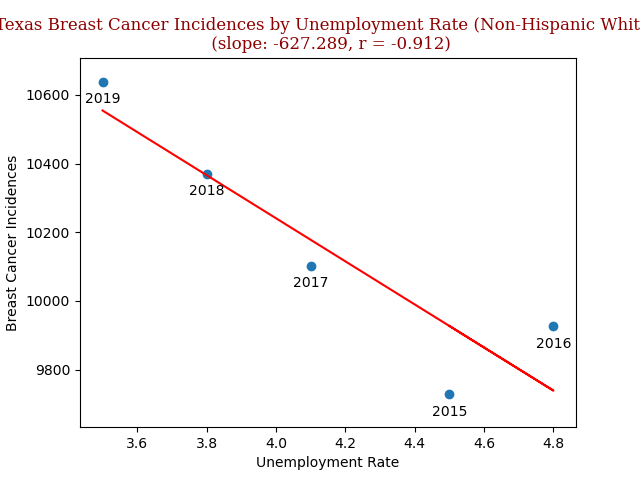 Texas Breast Cancer Incidences by Unemployment Rate (Non-Hispanic Whit
(slope: -627.289, r = -0.912)
10600
10400
10200
10000
9800
Breast Cancer Incidences
2019
2018
2017
2016
2015
3.6 3.8 4.0 4.2 4.4 4.6 4.8
Unemployment Rate